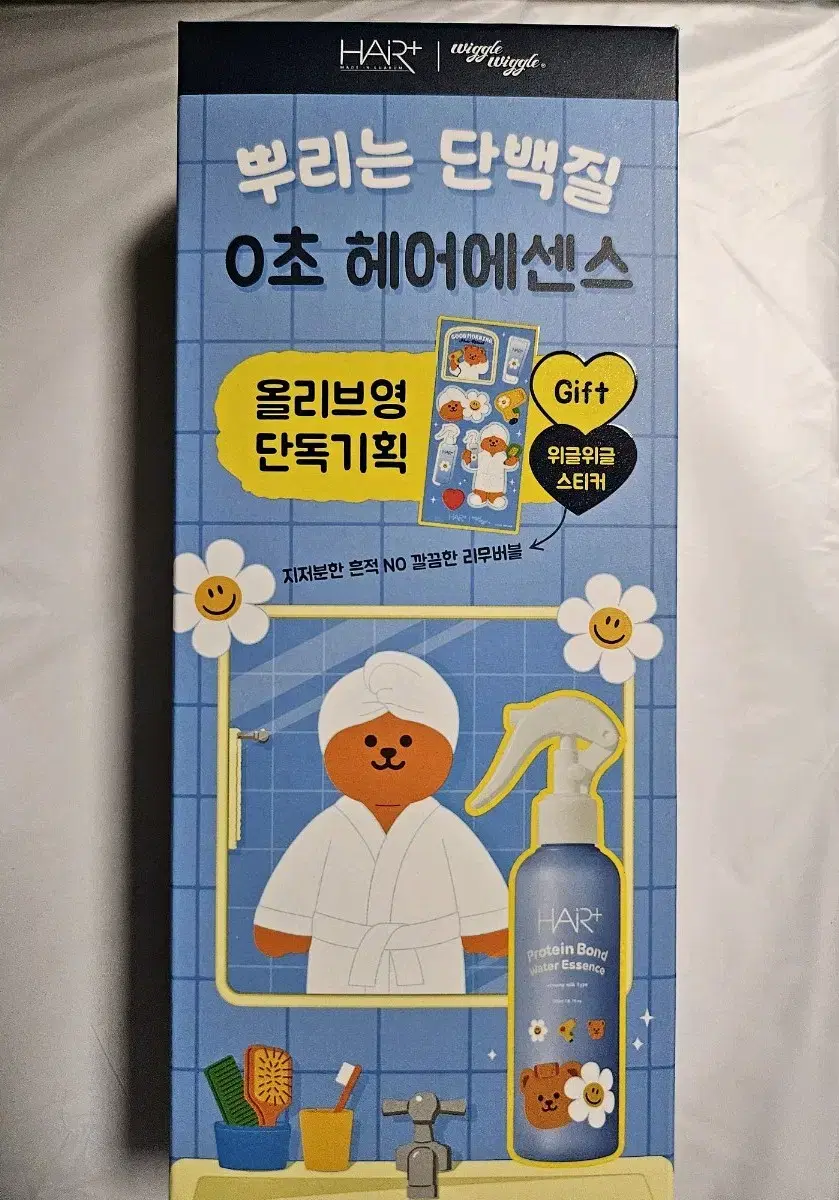 HAiR+ | wiggle wiggle®
뿌리는 단백질
0초 헤어에센스
올리브영
단독기획
GOOD MORNING
Gift
위글위글
스티커
지저분한 흔적 NO 깔끔한 리무버블
HAiR+
Protein Bond
Water Essence